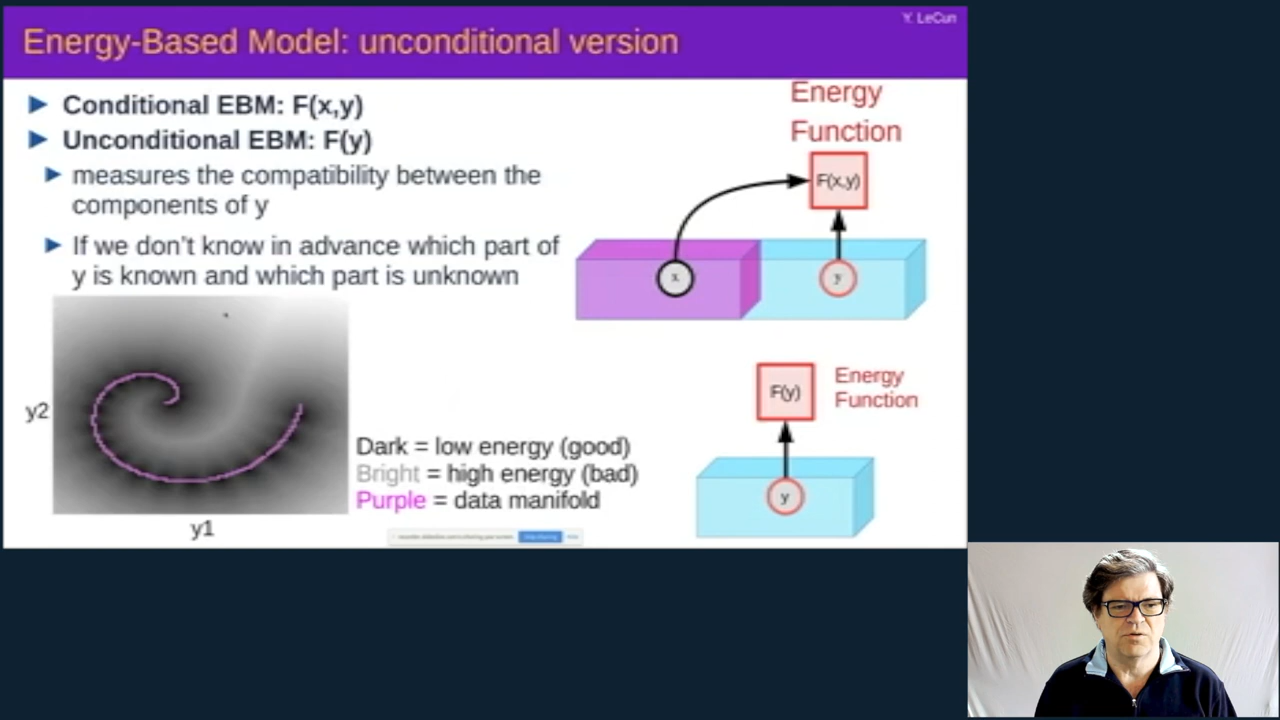 Y. LeCun
Energy-Based Model: unconditional version
Conditional EBM: F(x,y)
Unconditional EBM: F(y)
measures the compatibility between the
components of y
If we don't know in advance which part of
y is known and which part is unknown
y2
y1
Dark = low energy (good)
Bright = high energy (bad)
Purple = data manifold
Energy
Function
F(x,y)
x
y
F(y)
Energy
Function
y